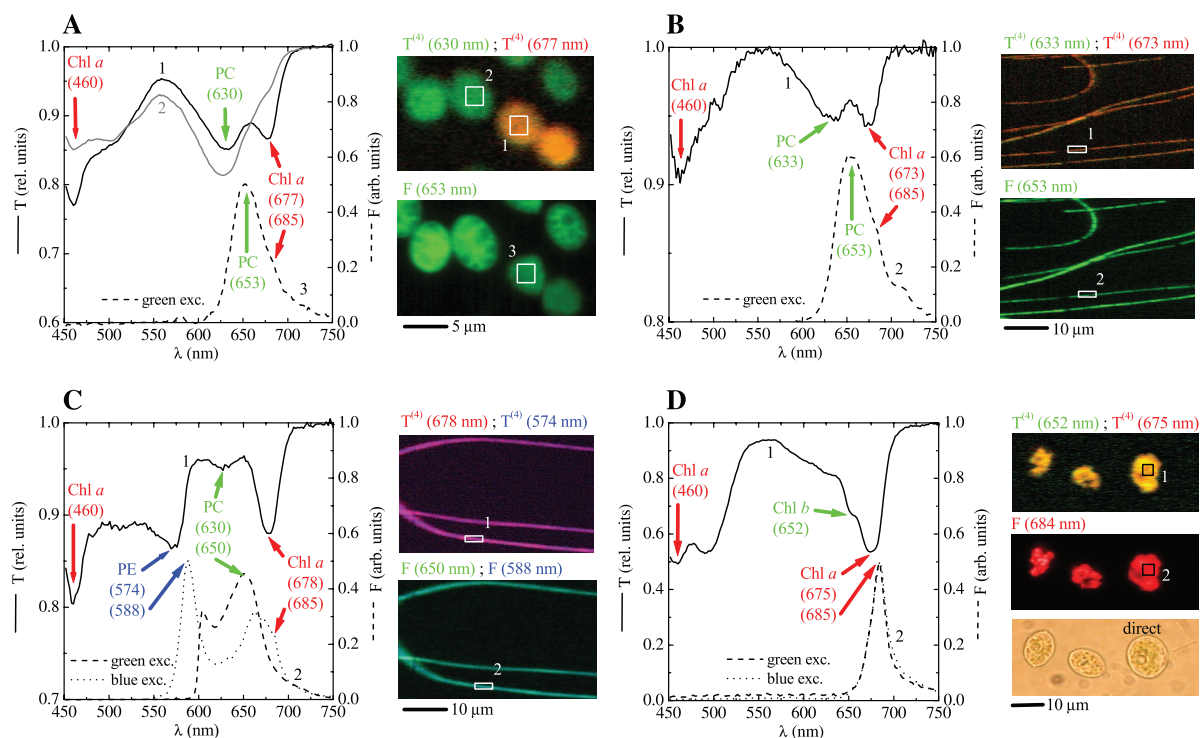 A
T⁽⁴⁾ (630 nm) ; T⁽⁴⁾ (677 nm)
1.0
0.9
0.8
0.7
0.6
T (rel. units)
1.0
0.8
0.6
0.4
0.2
0.0
F (arb. units)
Chl a
(460)
1
2
PC
(630)
Chl a
(677)
(685)
PC
(653)
3
green exc.
450 500 550 600 650 700 750
λ (nm)
2
1
F (653 nm)
3
5 µm
B
T⁽⁴⁾ (633 nm) ; T⁽⁴⁾ (673 nm)
1.0
0.9
0.8
T (rel. units)
1.0
0.8
0.6
0.4
0.2
0.0
F (arb. units)
Chl a
(460)
1
PC
(633)
Chl a
(673)
(685)
PC
(653)
2
green exc.
450 500 550 600 650 700 750
λ (nm)
1
F (653 nm)
2
10 µm
C
T⁽⁴⁾ (678 nm) ; T⁽⁴⁾ (574 nm)
1.0
0.9
0.8
0.7
T (rel. units)
1.0
0.8
0.6
0.4
0.2
0.0
F (arb. units)
Chl a
(460)
1
PC
(630)
(650)
PE
(574)
(588)
Chl a
(678)
(685)
2
green exc.
blue exc.
450 500 550 600 650 700 750
λ (nm)
1
F (650 nm) ; F (588 nm)
2
10 µm
D
T⁽⁴⁾ (652 nm) ; T⁽⁴⁾ (675 nm)
1.0
0.8
0.6
0.4
0.2
0.0
T (rel. units)
1.0
0.8
0.6
0.4
0.2
0.0
F (arb. units)
Chl a
(460)
1
Chl b
(652)
Chl a
(675)
(685)
2
green exc.
blue exc.
450 500 550 600 650 700 750
λ (nm)
1
F (684 nm)
2
direct
10 µm